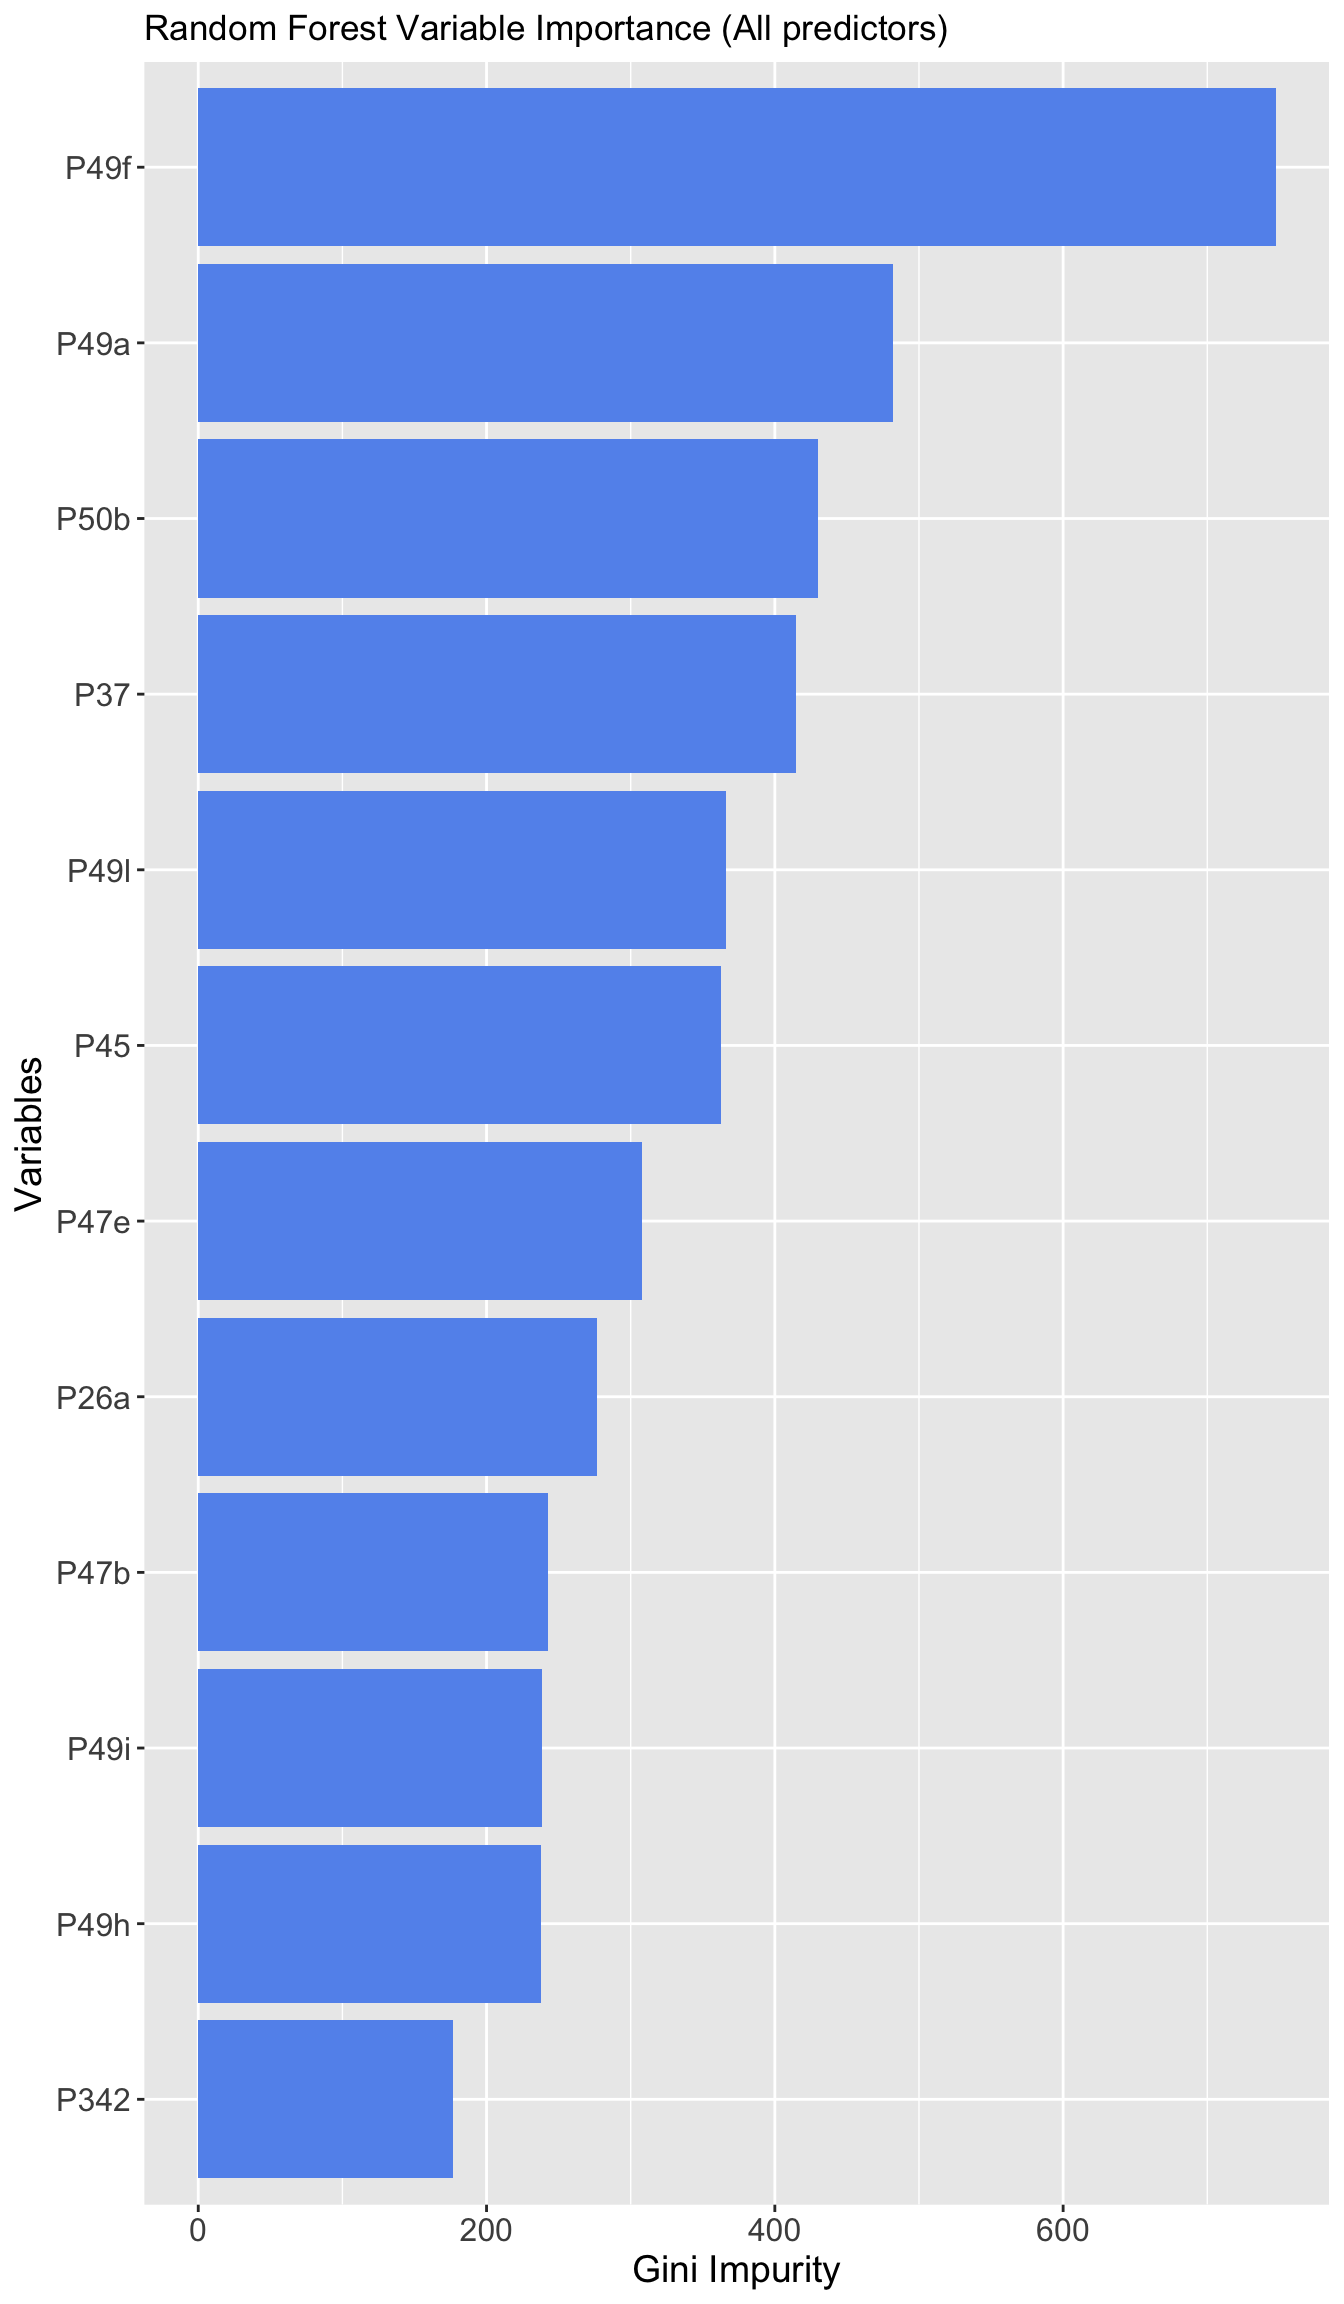 Random Forest Variable Importance (All predictors)
P49f
P49a
P50b
P37
P49l
P45
Variables
P47e
P26a
P47b
P49i
P49h
P342
0 200 400 600
Gini Impurity